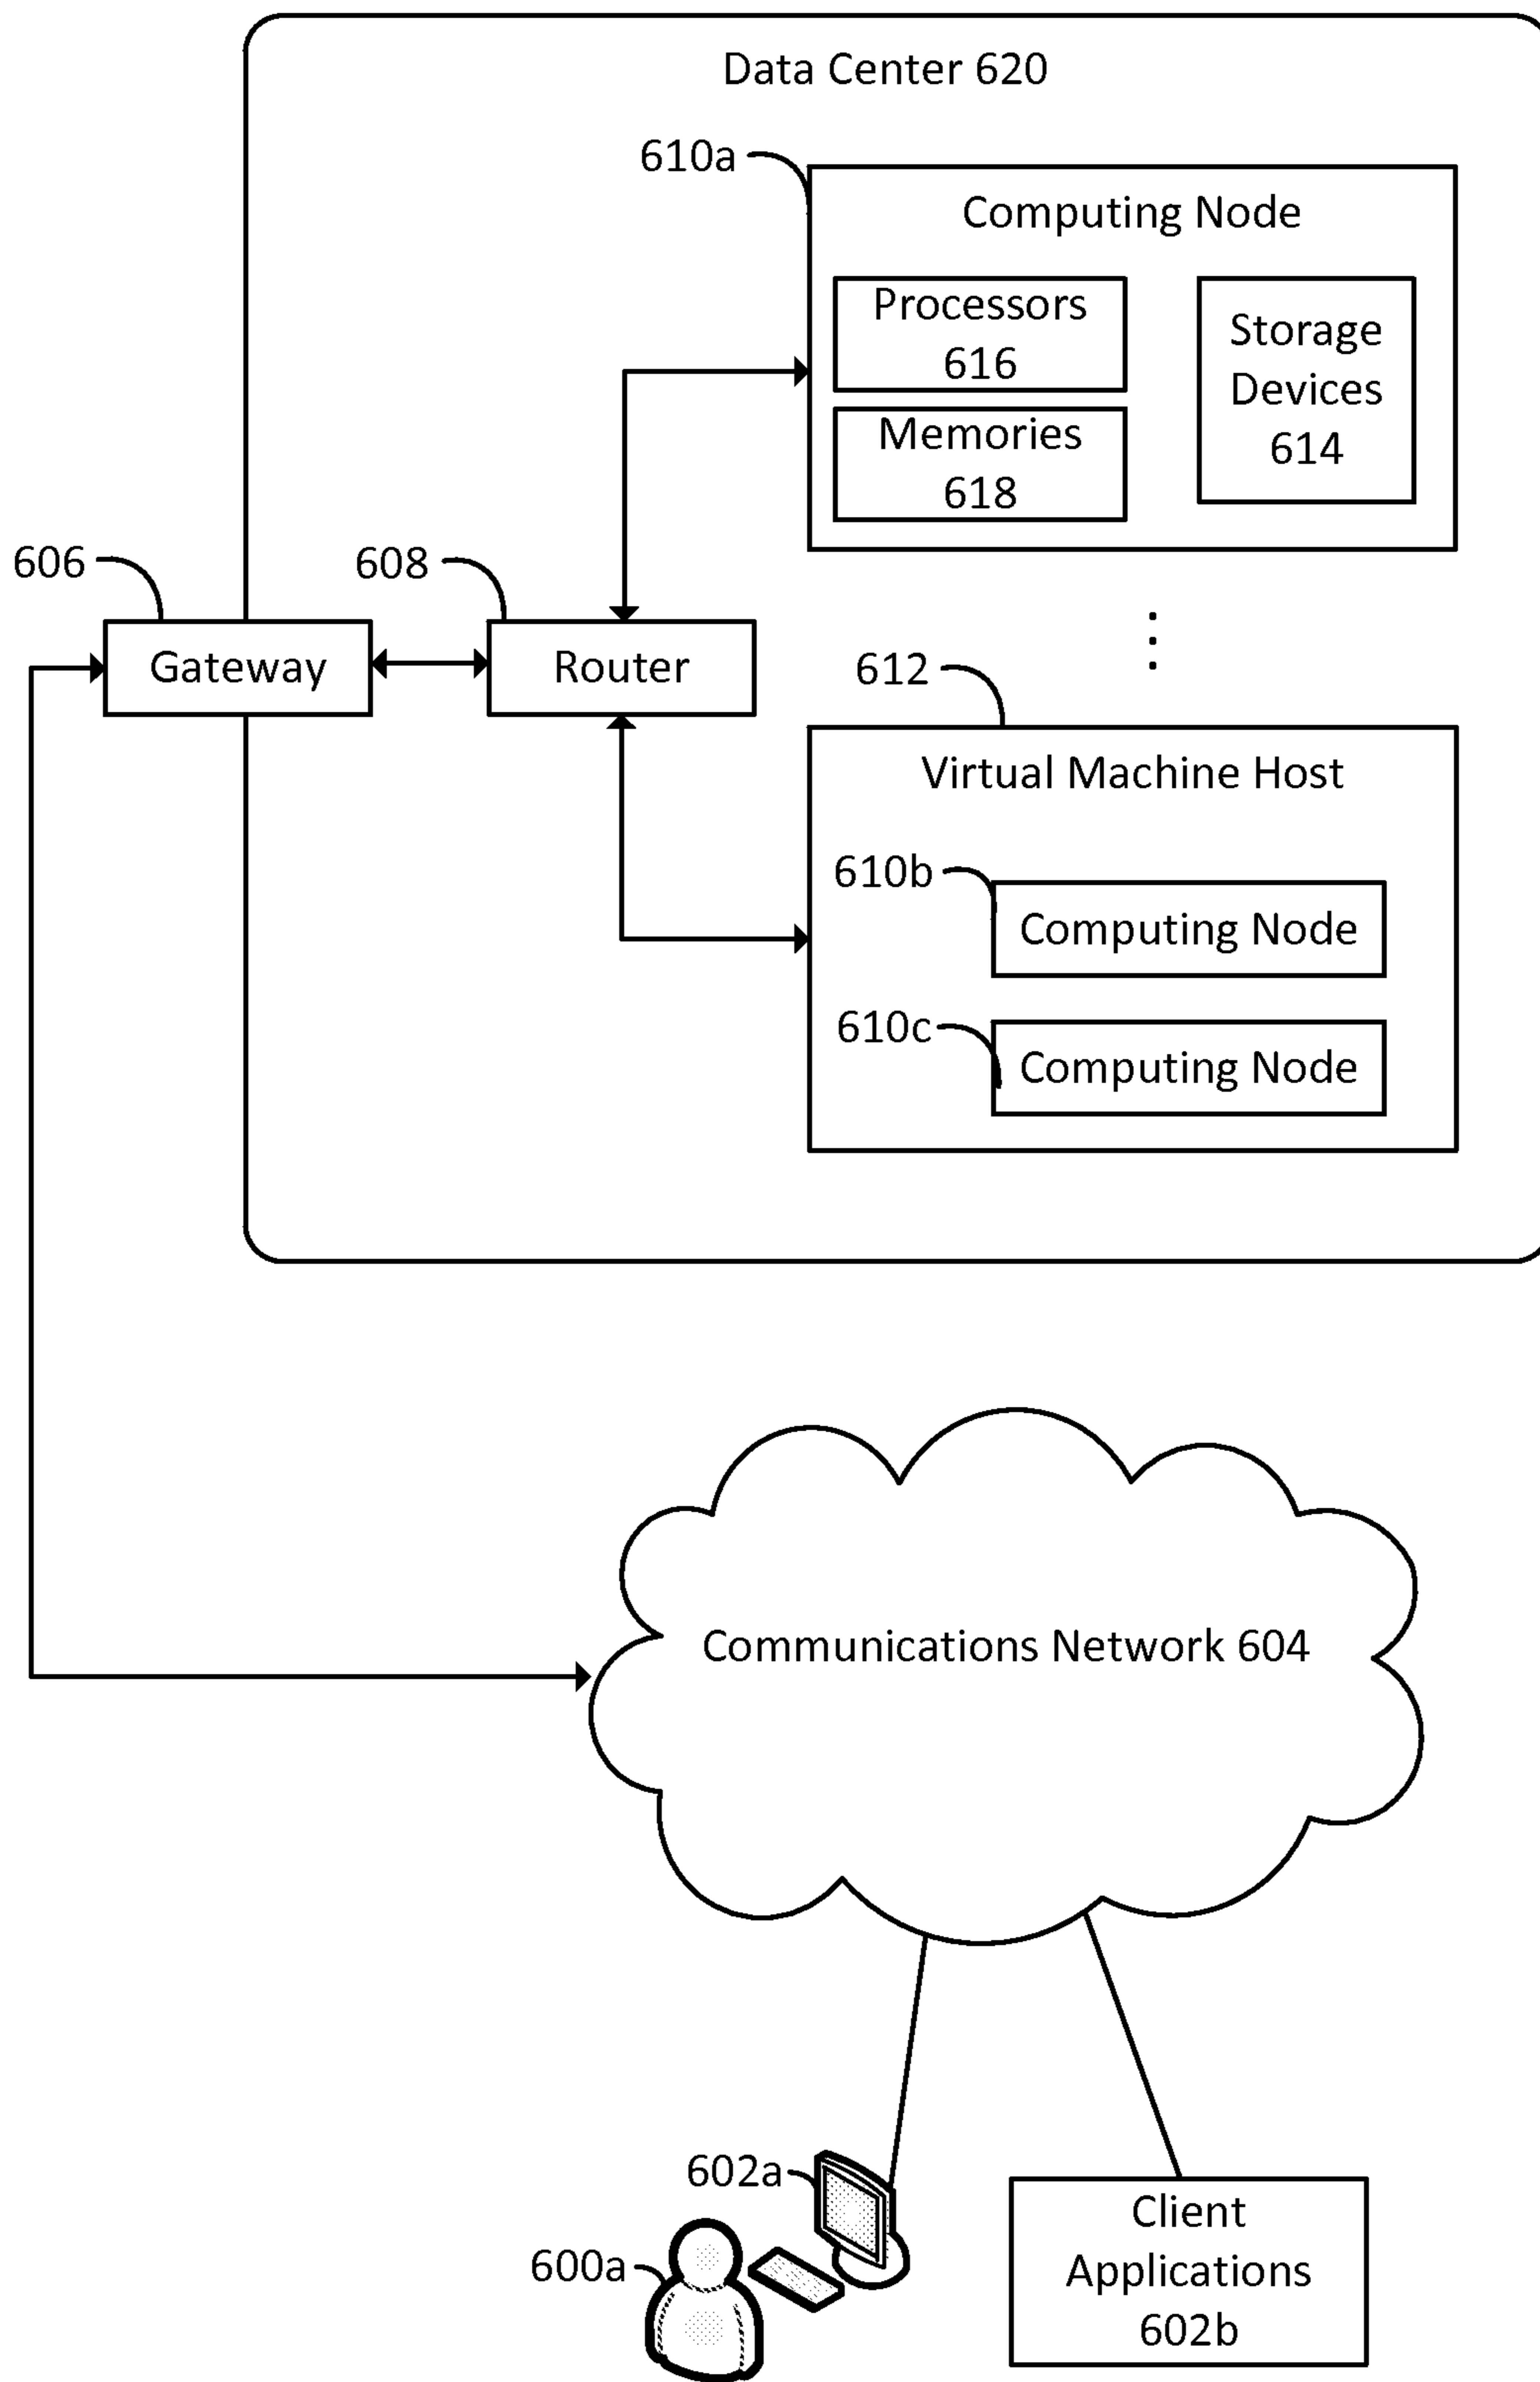 Data Center 620
610a
Computing Node
Processors
616
Storage
Devices
614
Memories
618
606
608
Gateway
Router
612
Virtual Machine Host
610b
Computing Node
610c
Computing Node
Communications Network 604
602a
600a
Client
Applications
602b